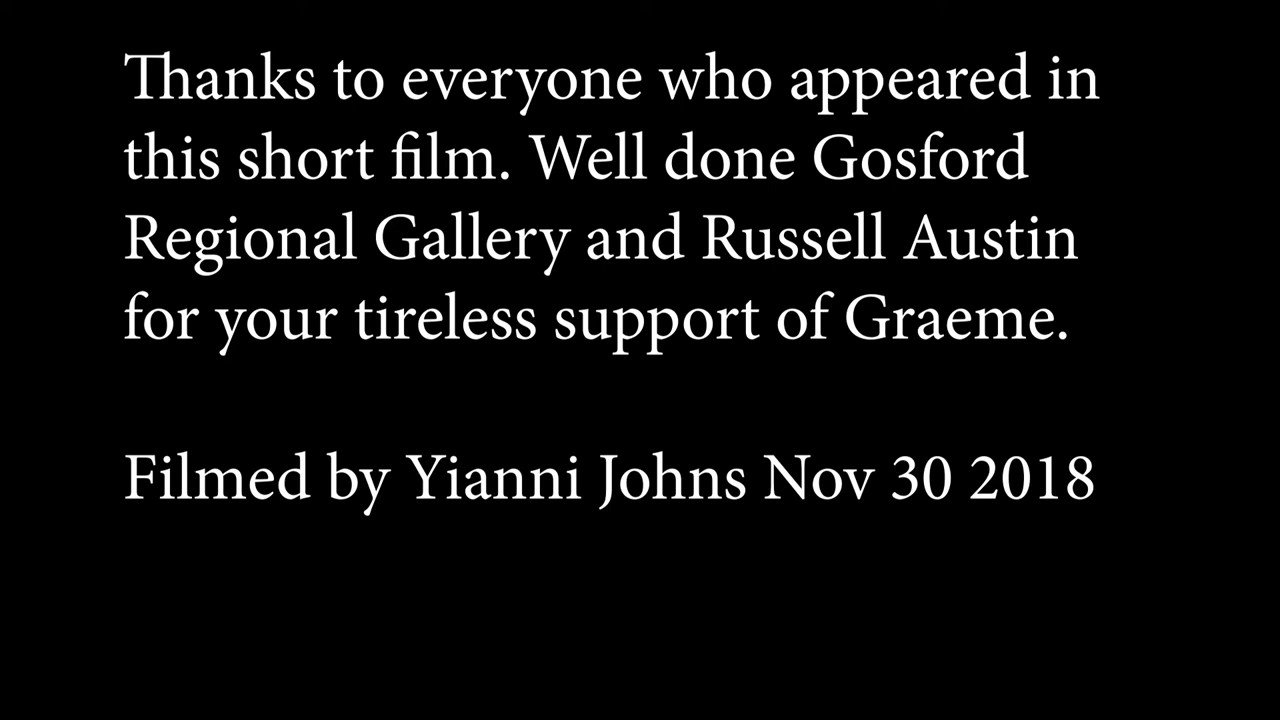 Thanks to everyone who appeared in
this short film. Well done Gosford
Regional Gallery and Russell Austin
for your tireless support of Graeme.
Filmed by Yianni Johns Nov 30 2018